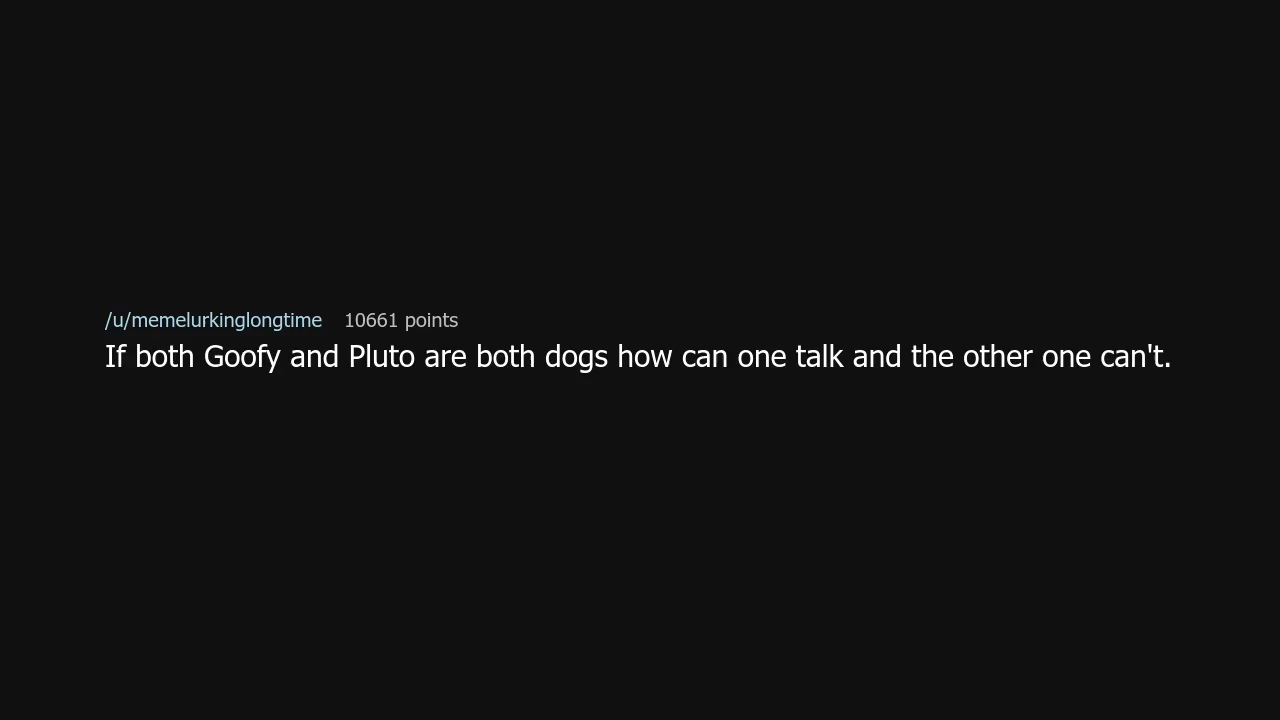 /u/memelurkinglongtime 10661 points
If both Goofy and Pluto are both dogs how can one talk and the other one can't.